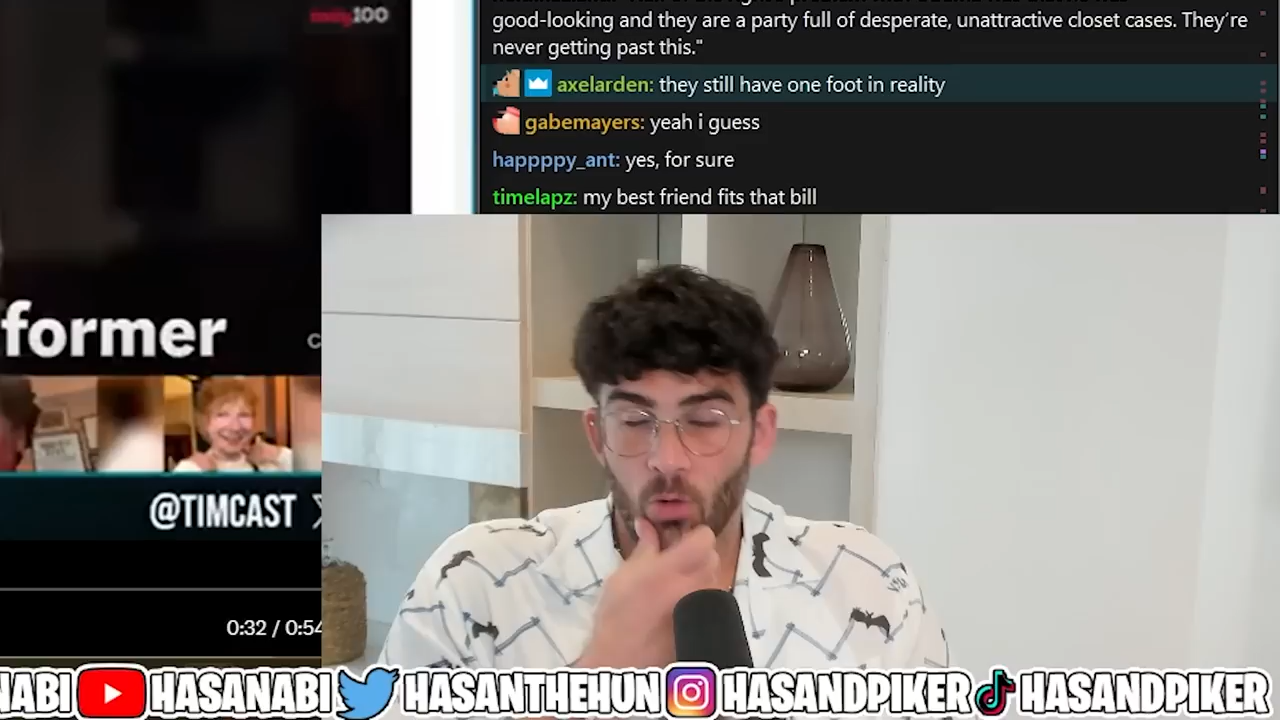 indy100
good-looking and they are a party full of desperate, unattractive closet cases. They're
never getting past this."
axelarden: they still have one foot in reality
gabemayers: yeah i guess
happppy_ant: yes, for sure
timelapz: my best friend fits that bill
former
@TIMCAST
0:32 / 0:54
NABI HASANABI HASANTHEHUN HASANDPIKER HASANDPIKER